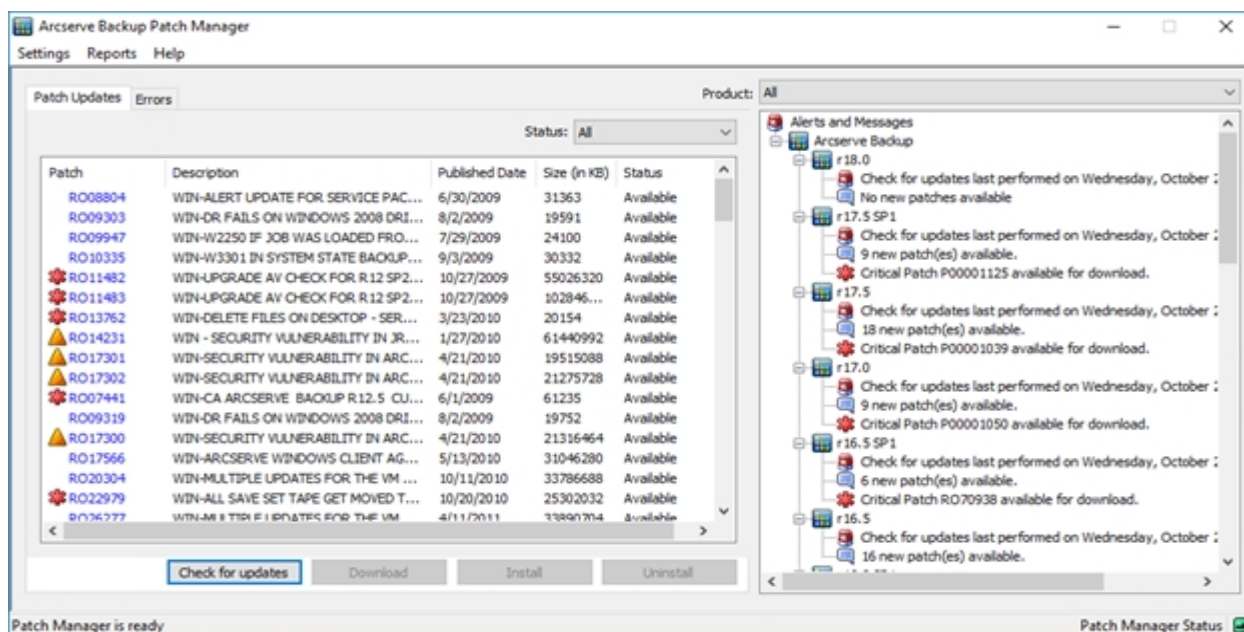 Arcserve Backup Patch Manager
Settings Reports Help
Patch Updates Errors
Status: All
Patch Description Published Date Size (in KB) Status
RO08804 WIN-ALERT UPDATE FOR SERVICE PAC... 6/30/2009 31363 Available
RO09303 WIN-DR FAILS ON WINDOWS 2008 DRI... 8/2/2009 19591 Available
RO09947 WIN-W2250 IF JOB WAS LOADED FRO... 7/29/2009 24100 Available
RO10335 WIN-W3301 IN SYSTEM STATE BACKUP... 9/3/2009 30332 Available
RO11482 WIN-UPGRADE AV CHECK FOR R12 SP2... 10/27/2009 55026320 Available
RO11483 WIN-UPGRADE AV CHECK FOR R12 SP2... 10/27/2009 102846... Available
RO13762 WIN-DELETE FILES ON DESKTOP - SER... 3/23/2010 20154 Available
RO14231 WIN - SECURITY VULNERABILITY IN JR... 1/27/2010 61440992 Available
RO17301 WIN-SECURITY VULNERABILITY IN ARC... 4/21/2010 19515088 Available
RO17302 WIN-SECURITY VULNERABILITY IN ARC... 4/21/2010 21275728 Available
RO07441 WIN-CA ARCSERVE BACKUP R12.5 CU... 6/1/2009 61235 Available
RO09319 WIN-DR FAILS ON WINDOWS 2008 DRI... 8/2/2009 19752 Available
RO17300 WIN-SECURITY VULNERABILITY IN ARC... 4/21/2010 21316464 Available
RO17566 WIN-ARCSERVE WINDOWS CLIENT AG... 5/13/2010 31046280 Available
RO20304 WIN-MULTIPLE UPDATES FOR THE VM ... 10/11/2010 33786688 Available
RO22979 WIN-ALL SAVE SET TAPE GET MOVED T... 10/20/2010 25302032 Available
RO26277 WIN-MULTIPLE UPDATES FOR THE VM 4/11/2011 33890704 Available
Check for updates Download Install Uninstall
Product: All
Alerts and Messages
Arcserve Backup
r18.0
Check for updates last performed on Wednesday, October 2
No new patches available
r17.5 SP1
Check for updates last performed on Wednesday, October 2
9 new patch(es) available.
Critical Patch P00001125 available for download.
r17.5
Check for updates last performed on Wednesday, October 2
18 new patch(es) available.
Critical Patch P00001039 available for download.
r17.0
Check for updates last performed on Wednesday, October 2
9 new patch(es) available.
Critical Patch P00001050 available for download.
r16.5 SP1
Check for updates last performed on Wednesday, October 2
6 new patch(es) available.
Critical Patch RO70938 available for download.
r16.5
Check for updates last performed on Wednesday, October 2
16 new patch(es) available.
Patch Manager is ready Patch Manager Status